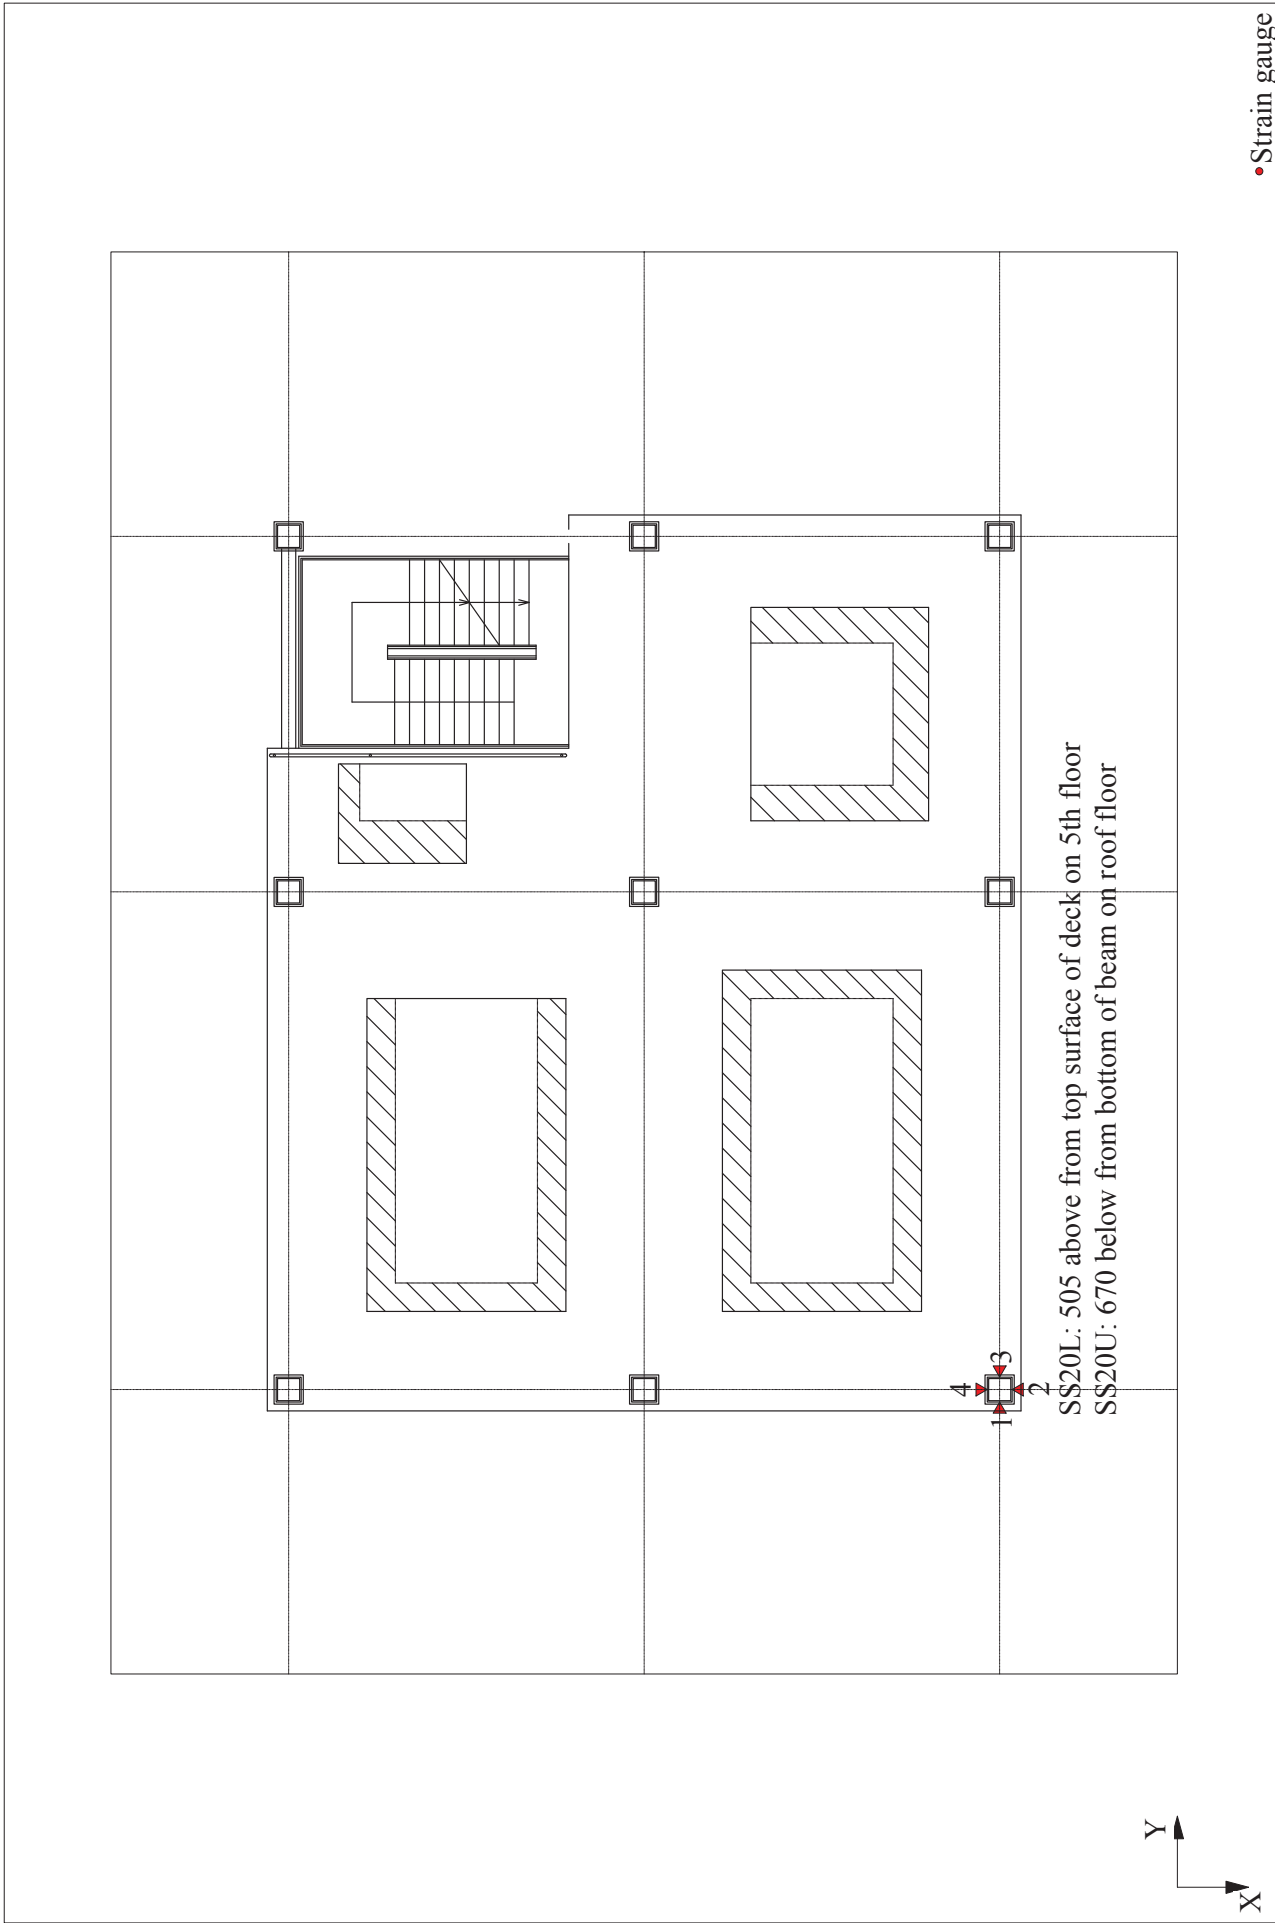 •Strain gauge
4
3
1
2
SS20L: 505 above from top surface of deck on 5th floor
SS20U: 670 below from bottom of beam on roof floor
Y
X